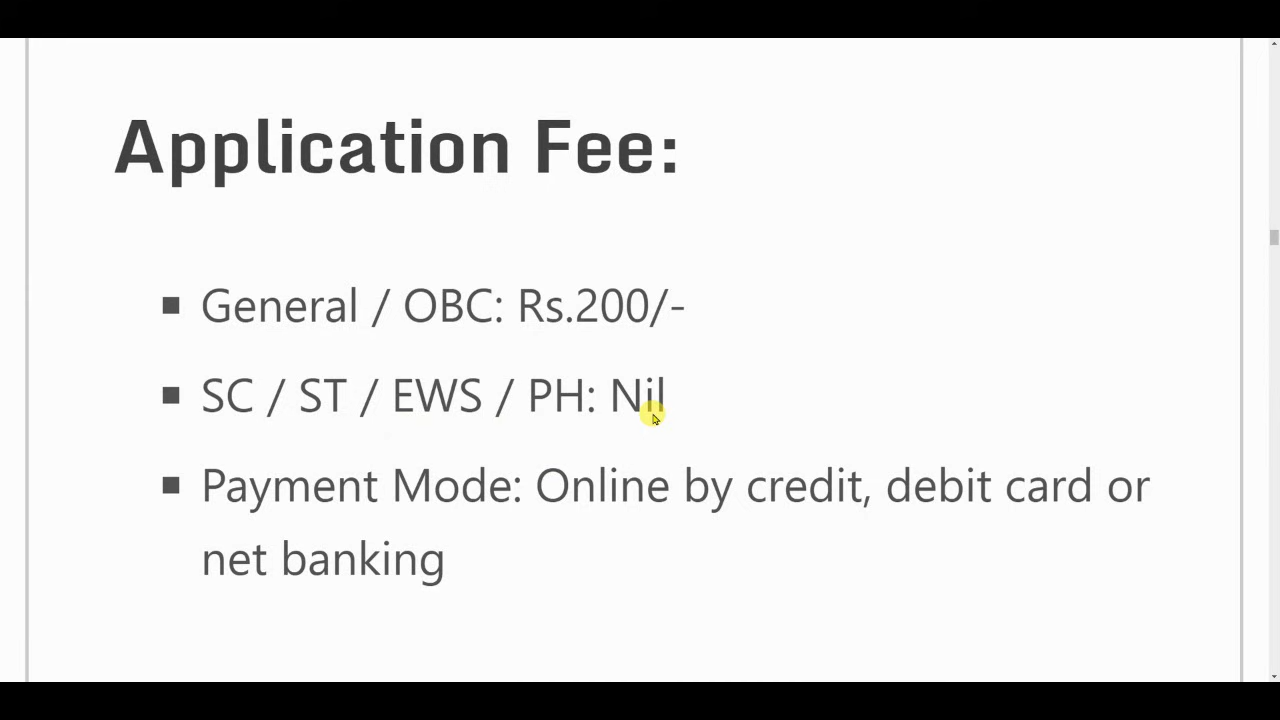 Application Fee:
General / OBC: Rs.200/-
SC / ST / EWS / PH: Nil
Payment Mode: Online by credit, debit card or
net banking